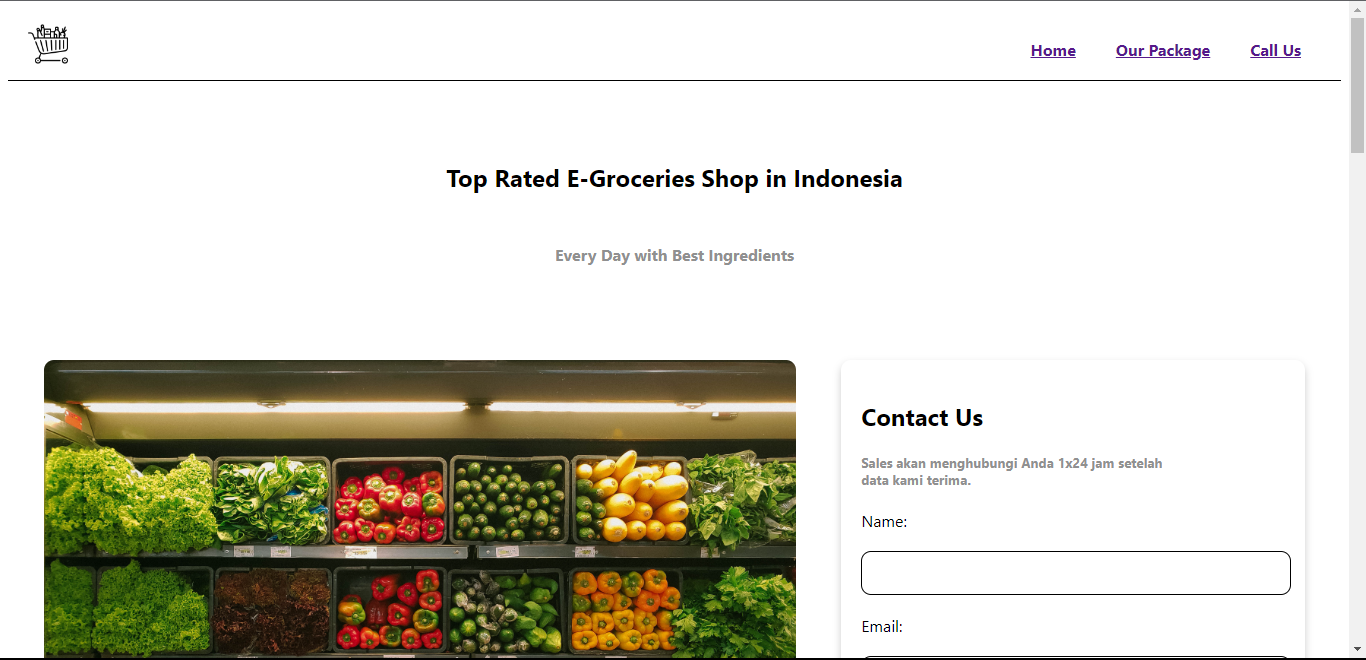 Home Our Package Call Us
Top Rated E-Groceries Shop in Indonesia
Every Day with Best Ingredients
Contact Us
Sales akan menghubungi Anda 1x24 jam setelah
data kami terima.
Name:
Email: